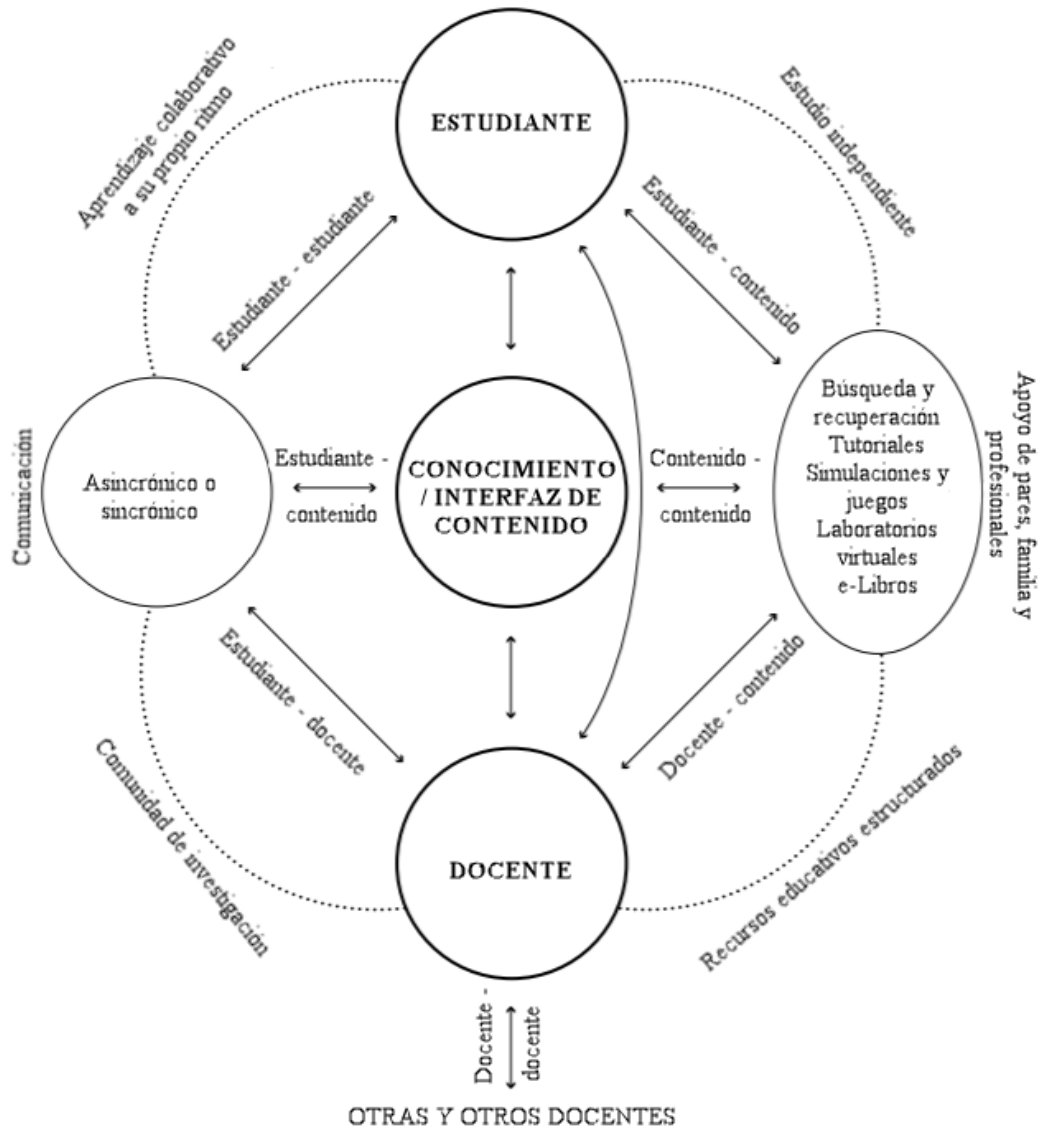 Aprendizaje colaborativo
a su propio ritmo
ESTUDIANTE
Estudio independiente
Estudiante - estudiante
Estudiante - contenido
Comunicación
Asincrónico o
sincrónico
Estudiante -
contenido
CONOCIMIENTO
/ INTERFAZ DE
CONTENIDO
Contenido -
contenido
Búsqueda y
recuperación
Tutoriales
Simulaciones y
juegos
Laboratorios
virtuales
e-Libros
Apoyo de pares, familia y
profesionales
Estudiante - docente
Docente - contenido
Comunidad de investigación
DOCENTE
Recursos educativos estructurados
Docente -
docente
OTRAS Y OTROS DOCENTES